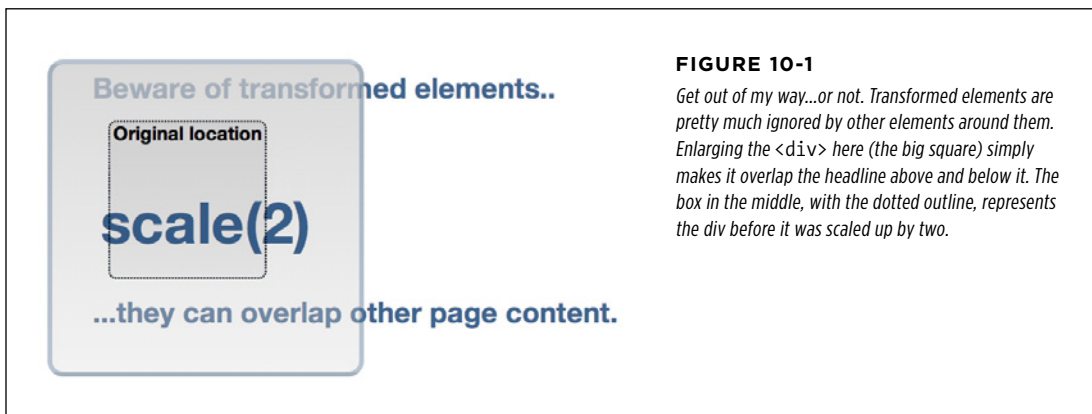 Beware of transformed elements..
Original location
scale(2)
...they can overlap other page content.
FIGURE 10-1
Get out of my way...or not. Transformed elements are
pretty much ignored by other elements around them.
Enlarging the <div> here (the big square) simply
makes it overlap the headline above and below it. The
box in the middle, with the dotted outline, represents
the div before it was scaled up by two.